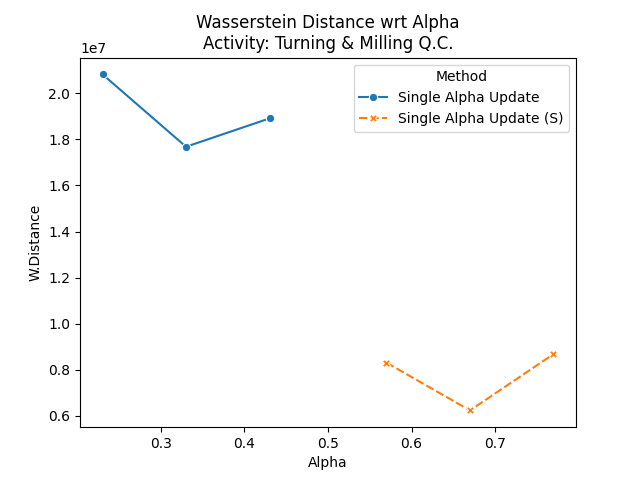 Wasserstein Distance wrt Alpha
Activity: Turning & Milling Q.C.
1e7
Method
Single Alpha Update
Single Alpha Update (S)
2.0
1.8
1.6
1.4
1.2
1.0
0.8
0.6
W.Distance
0.3 0.4 0.5 0.6 0.7
Alpha